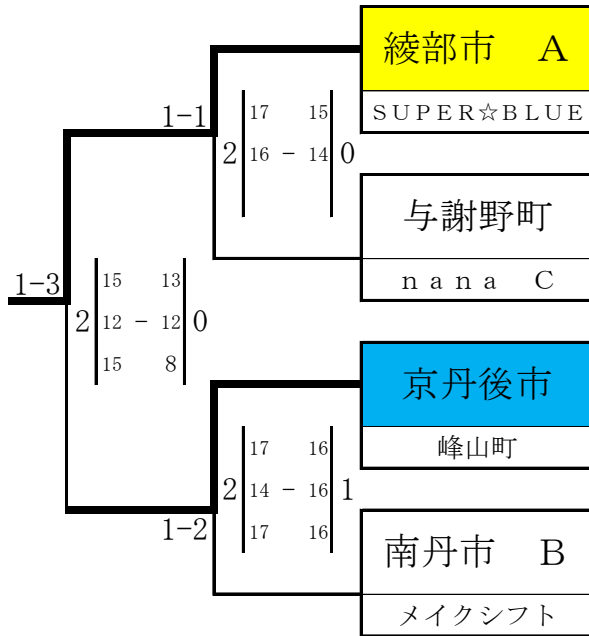 綾部市　A
ＳＵＰＥＲ☆ＢＬＵＥ
1-1
17 15
2 16 － 14 0
与謝野町
ｎａｎａ　Ｃ
1-3
15 13
2 12 － 12 0
15 8
京丹後市
峰山町
17 16
2 14 － 16 1
17 16
1-2
南丹市　B
メイクシフト